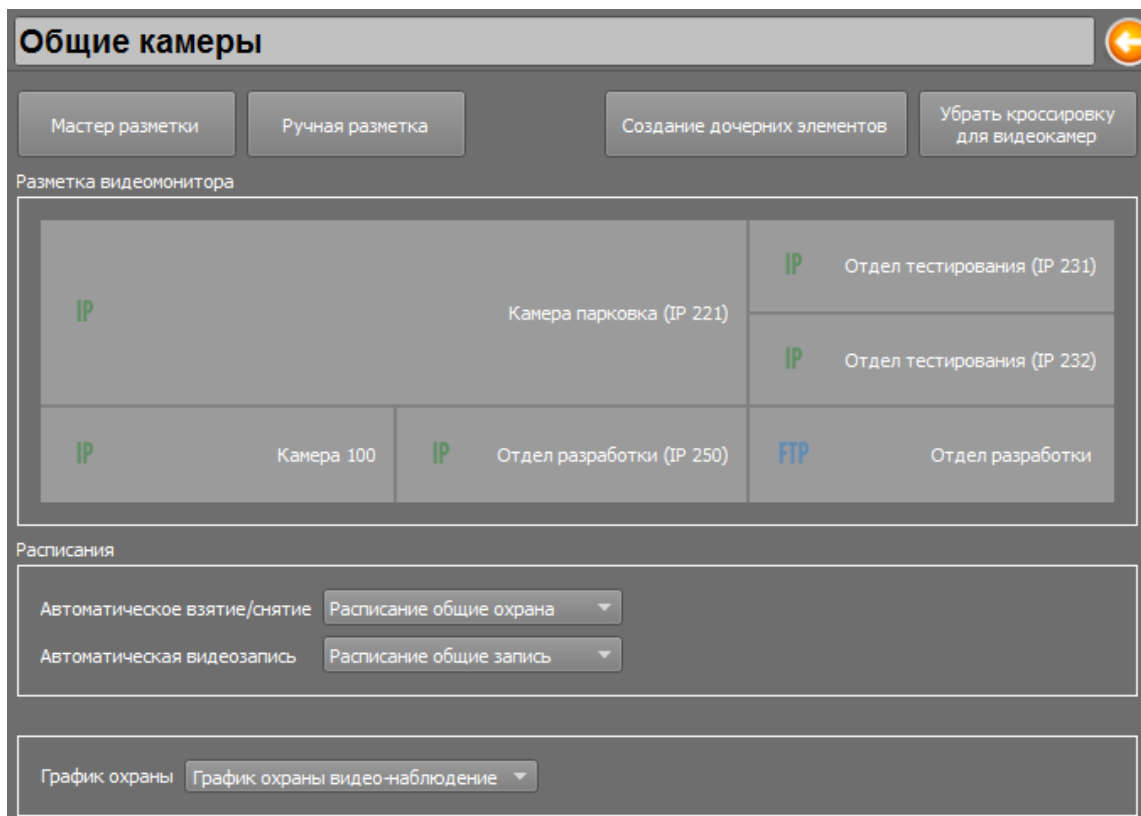 Общие камеры
Мастер разметки
Ручная разметка
Создание дочерних элементов
Убрать кроссировку
для видеокамер
Разметка видеомонитора
IP Камера парковка (IP 221)
IP Отдел тестирования (IP 231)
IP Отдел тестирования (IP 232)
IP Камера 100
IP Отдел разработки (IP 250)
FTP Отдел разработки
Расписания
Автоматическое взятие/снятие Расписание общие охрана
Автоматическая видеозапись Расписание общие запись
График охраны График охраны видео-наблюдение